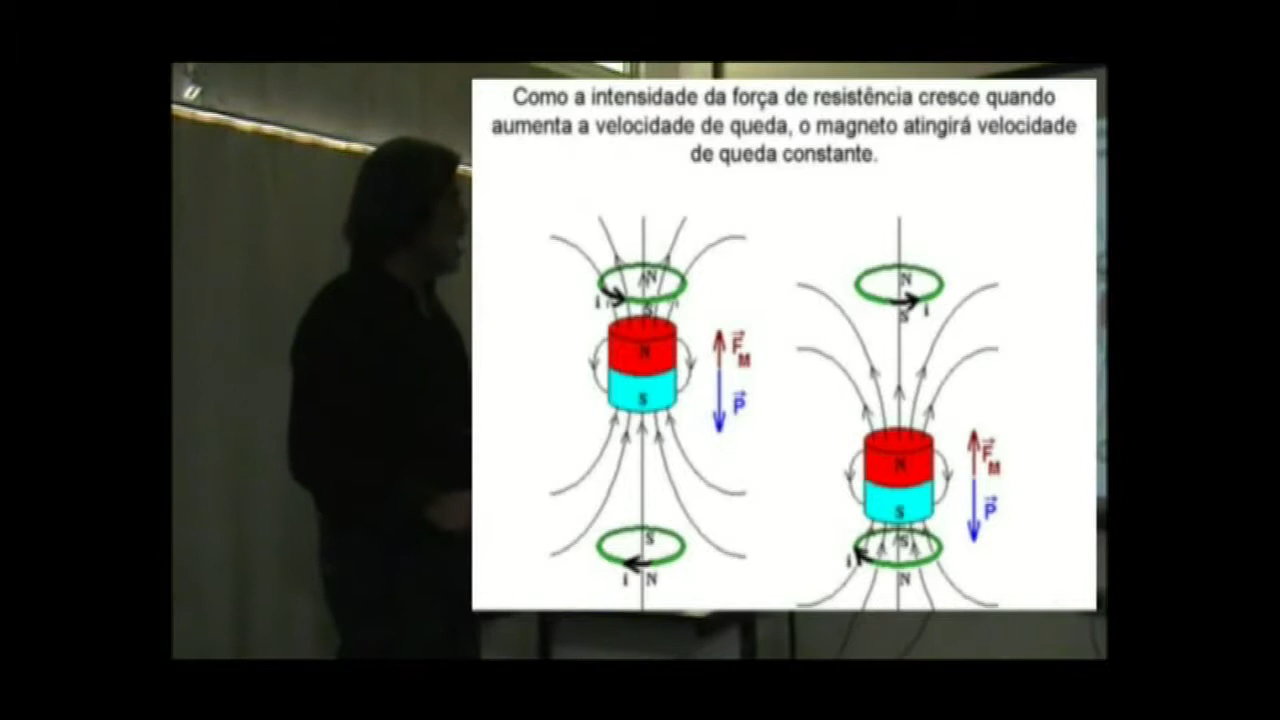 Como a intensidade da força de resistência cresce quando
aumenta a velocidade de queda, o magneto atingirá velocidade
de queda constante.
N
i
N
S
F M
P
S
i N
N
S i
N
S
F M
P
S
i
N